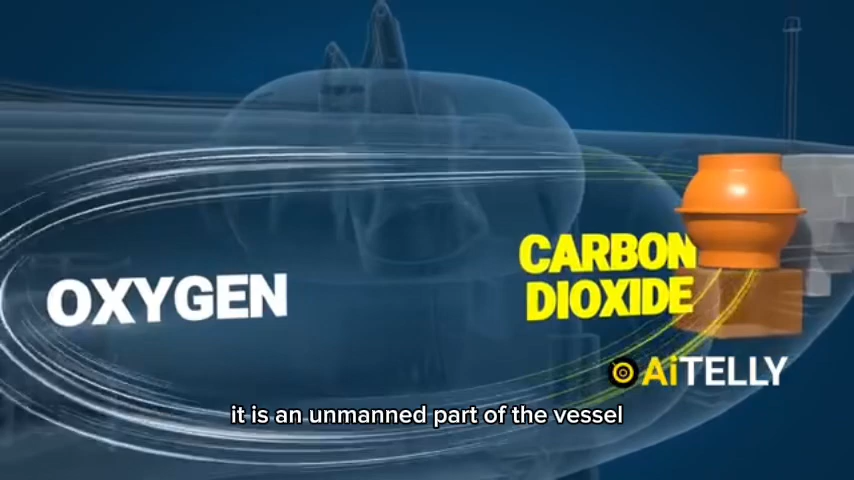 OXYGEN
CARBON
DIOXIDE
AiTELLY
it is an unmanned part of the vessel